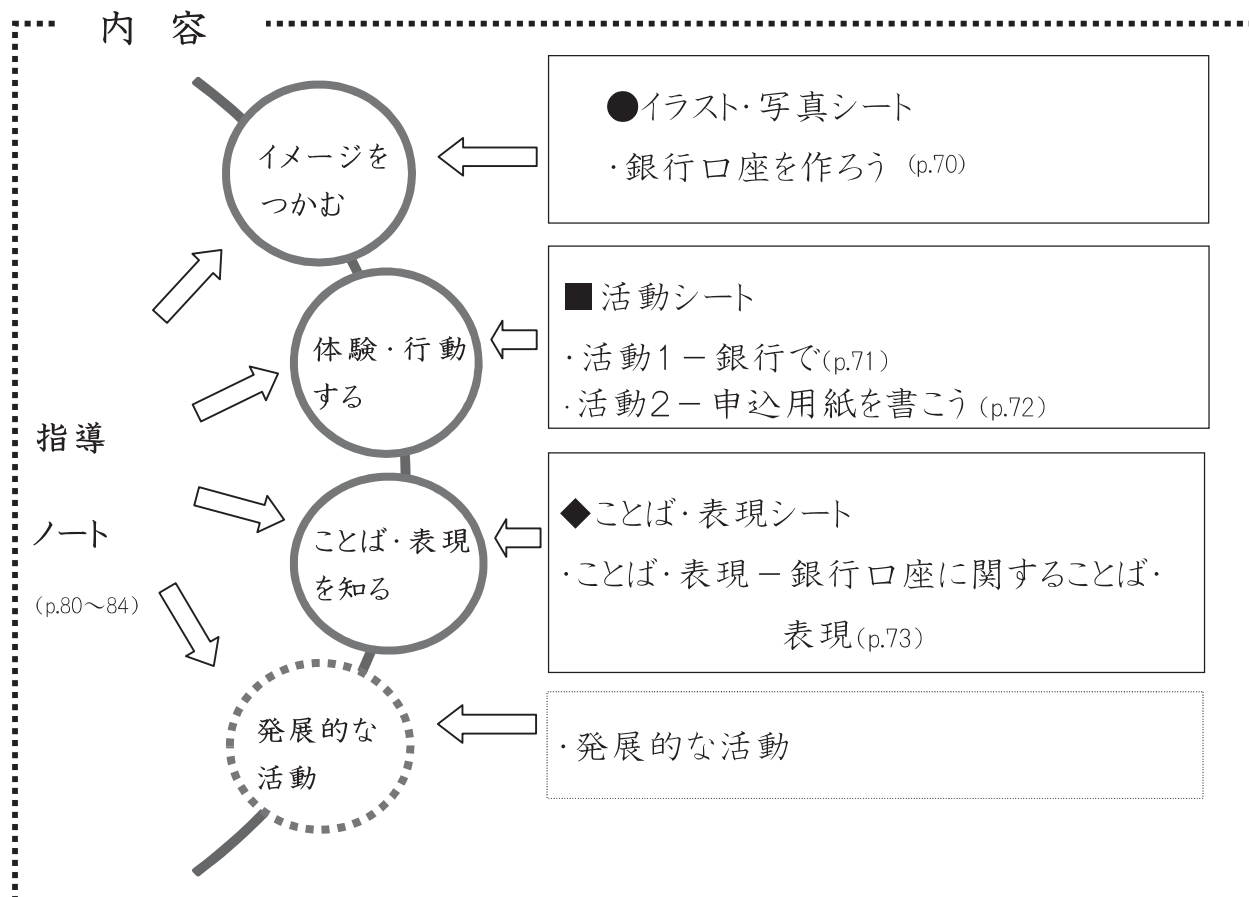 内 容
イメージを
つかむ
●イラスト・写真シート
・銀行口座を作ろう (p.70)
体験・行動
する
■活動シート
・活動1－銀行で(p.71)
・活動2－申込用紙を書こう(p.72)
指導
ノート
(p.80～84)
ことば・表現
を知る
◆ことば・表現シート
・ことば・表現－銀行口座に関することば・
表現(p.73)
発展的な
活動
・発展的な活動